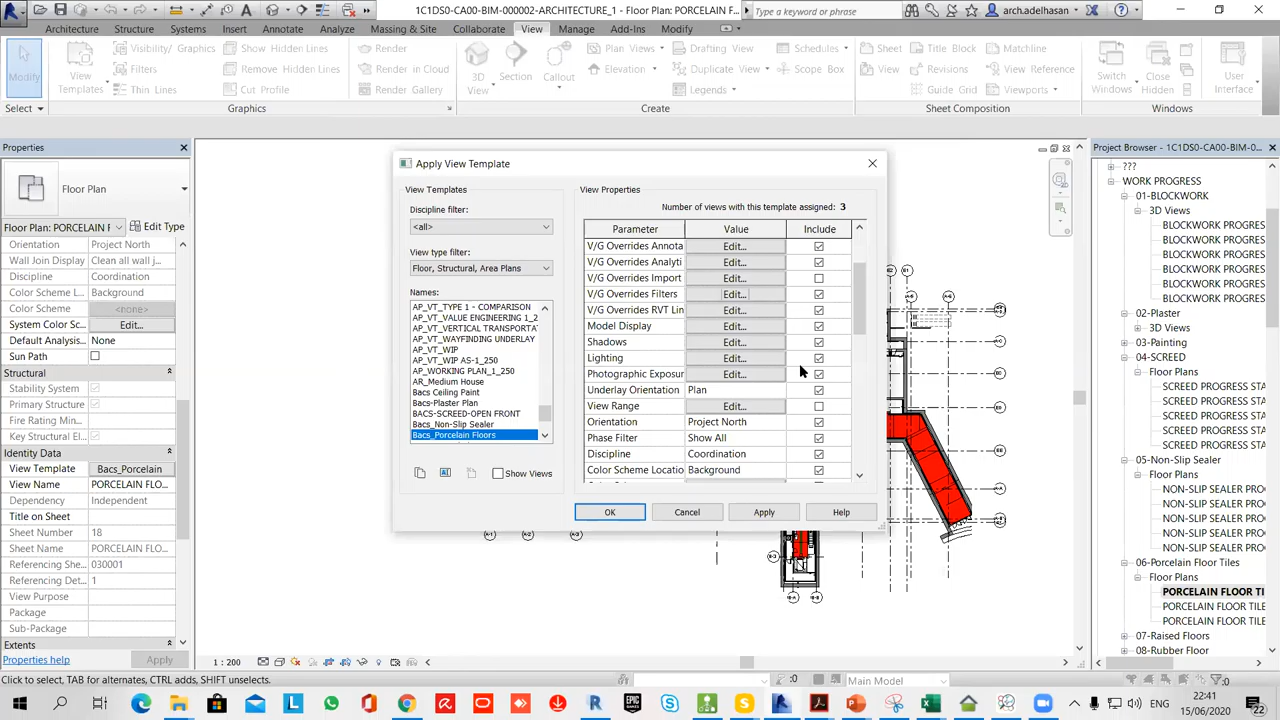 1C1DS0-CA00-BIM-000002-ARCHITECTURE_1 - Floor Plan: PORCELAIN F...
Type a keyword or phrase
arch.adelhasan...
Architecture Structure Systems Insert Annotate Analyze Massing & Site Collaborate View Manage Add-Ins Modify
Modify
View
Templates
Visibility/ Graphics
Filters
Thin Lines
Show Hidden Lines
Remove Hidden Lines
Cut Profile
Render
Render in Cloud
Render Gallery
3D
View
Section
Callout
Plan Views
Elevation
Drafting View
Duplicate View
Legends
Schedules
Scope Box
Sheet
View
Title Block
Revisions
Guide Grid
Matchline
View Reference
Viewports
Switch
Windows
Close
Hidden
User
Interface
Select
Graphics
Create
Sheet Composition
Windows
Properties
Floor Plan
Floor Plan: PORCELAIN F
Edit Type
Orientation Project North
Wall Join Display Clean all wall j...
Discipline Coordination
Color Scheme L... Background
Color Scheme <none>
System Color Sc... Edit...
Default Analysi... None
Sun Path
Structural
Stability System
Primary Structure
Fire Rating Min...
Key Structural E...
Identity Data
View Template Bacs_Porcelain
View Name PORCELAIN FLO...
Dependency Independent
Title on Sheet
Sheet Number 18
Sheet Name PORCELAIN FLO...
Referencing She... 030001
Referencing Det... 1
View Purpose
Package
Sub-Package
Extents
Properties help
Apply
Apply View Template
View Templates
Discipline filter:
<all>
View type filter:
Floor, Structural, Area Plans
Names:
AP_VT_TYPE 1 - COMPARISON
AP_VT_VALUE ENGINEERING 1_2
AP_VT_VERTICAL TRANSPORTA
AP_VT_WAYFINDING UNDERLAY
AP_VT_WIP
AP_VT_WIP AS-1_250
AP_WORKING PLAN_1_250
AR_Medium House
Bacs Ceiling Paint
Bacs-Plaster Plan
BACS-SCREED-OPEN FRONT
Bacs_Non-Slip Sealer
Bacs_Porcelain Floors
Show Views
View Properties
Number of views with this template assigned: 3
Parameter Value Include
V/G Overrides Annota Edit...
V/G Overrides Analyti Edit...
V/G Overrides Import Edit...
V/G Overrides Filters Edit...
V/G Overrides RVT Lin Edit...
Model Display Edit...
Shadows Edit...
Lighting Edit...
Photographic Exposur Edit...
Underlay Orientation Plan
View Range Edit...
Orientation Project North
Phase Filter Show All
Discipline Coordination
Color Scheme Locatio Background
OK Cancel Apply Help
Project Browser - 1C1DS0-CA00-BIM-...
???
WORK PROGRESS
01-BLOCKWORK
3D Views
BLOCKWORK PROGRES
BLOCKWORK PROGRES
BLOCKWORK PROGRES
BLOCKWORK PROGRES
BLOCKWORK PROGRES
BLOCKWORK PROGRES
02-Plaster
3D Views
03-Painting
04-SCREED
Floor Plans
SCREED PROGRESS STA
SCREED PROGRESS STA
SCREED PROGRESS STA
SCREED PROGRESS STA
SCREED PROGRESS STA
05-Non-Slip Sealer
Floor Plans
NON-SLIP SEALER PROG
NON-SLIP SEALER PROG
NON-SLIP SEALER PROG
NON-SLIP SEALER PROG
NON-SLIP SEALER PROG
06-Porcelain Floor Tiles
Floor Plans
PORCELAIN FLOOR TI
PORCELAIN FLOOR TILE
PORCELAIN FLOOR TILE
07-Raised Floors
08-Rubber Floor
1 : 200
Click to select, TAB for alternates, CTRL adds, SHIFT unselects.
:0
Main Model
:0
ENG
22:41
15/06/2020
22